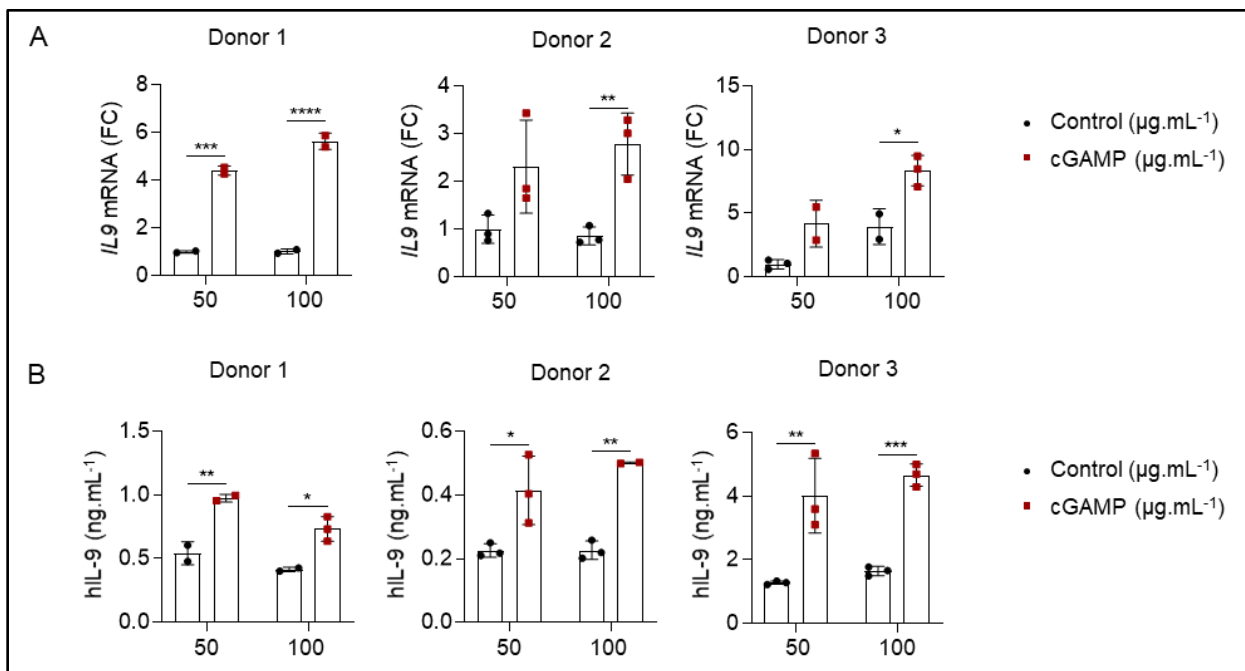 A
Donor 1
Donor 2
Donor 3
IL9 mRNA (FC)
8
6
4
2
0
***
****
50
100
IL9 mRNA (FC)
4
3
2
1
0
**
50
100
IL9 mRNA (FC)
15
10
5
0
*
50
100
Control (µg.mL⁻¹)
cGAMP (µg.mL⁻¹)
B
Donor 1
Donor 2
Donor 3
hIL-9 (ng.mL⁻¹)
1.5
1.0
0.5
0.0
**
*
50
100
hIL-9 (ng.mL⁻¹)
0.6
0.4
0.2
0.0
*
**
50
100
hIL-9 (ng.mL⁻¹)
6
4
2
0
**
***
50
100
Control (µg.mL⁻¹)
cGAMP (µg.mL⁻¹)